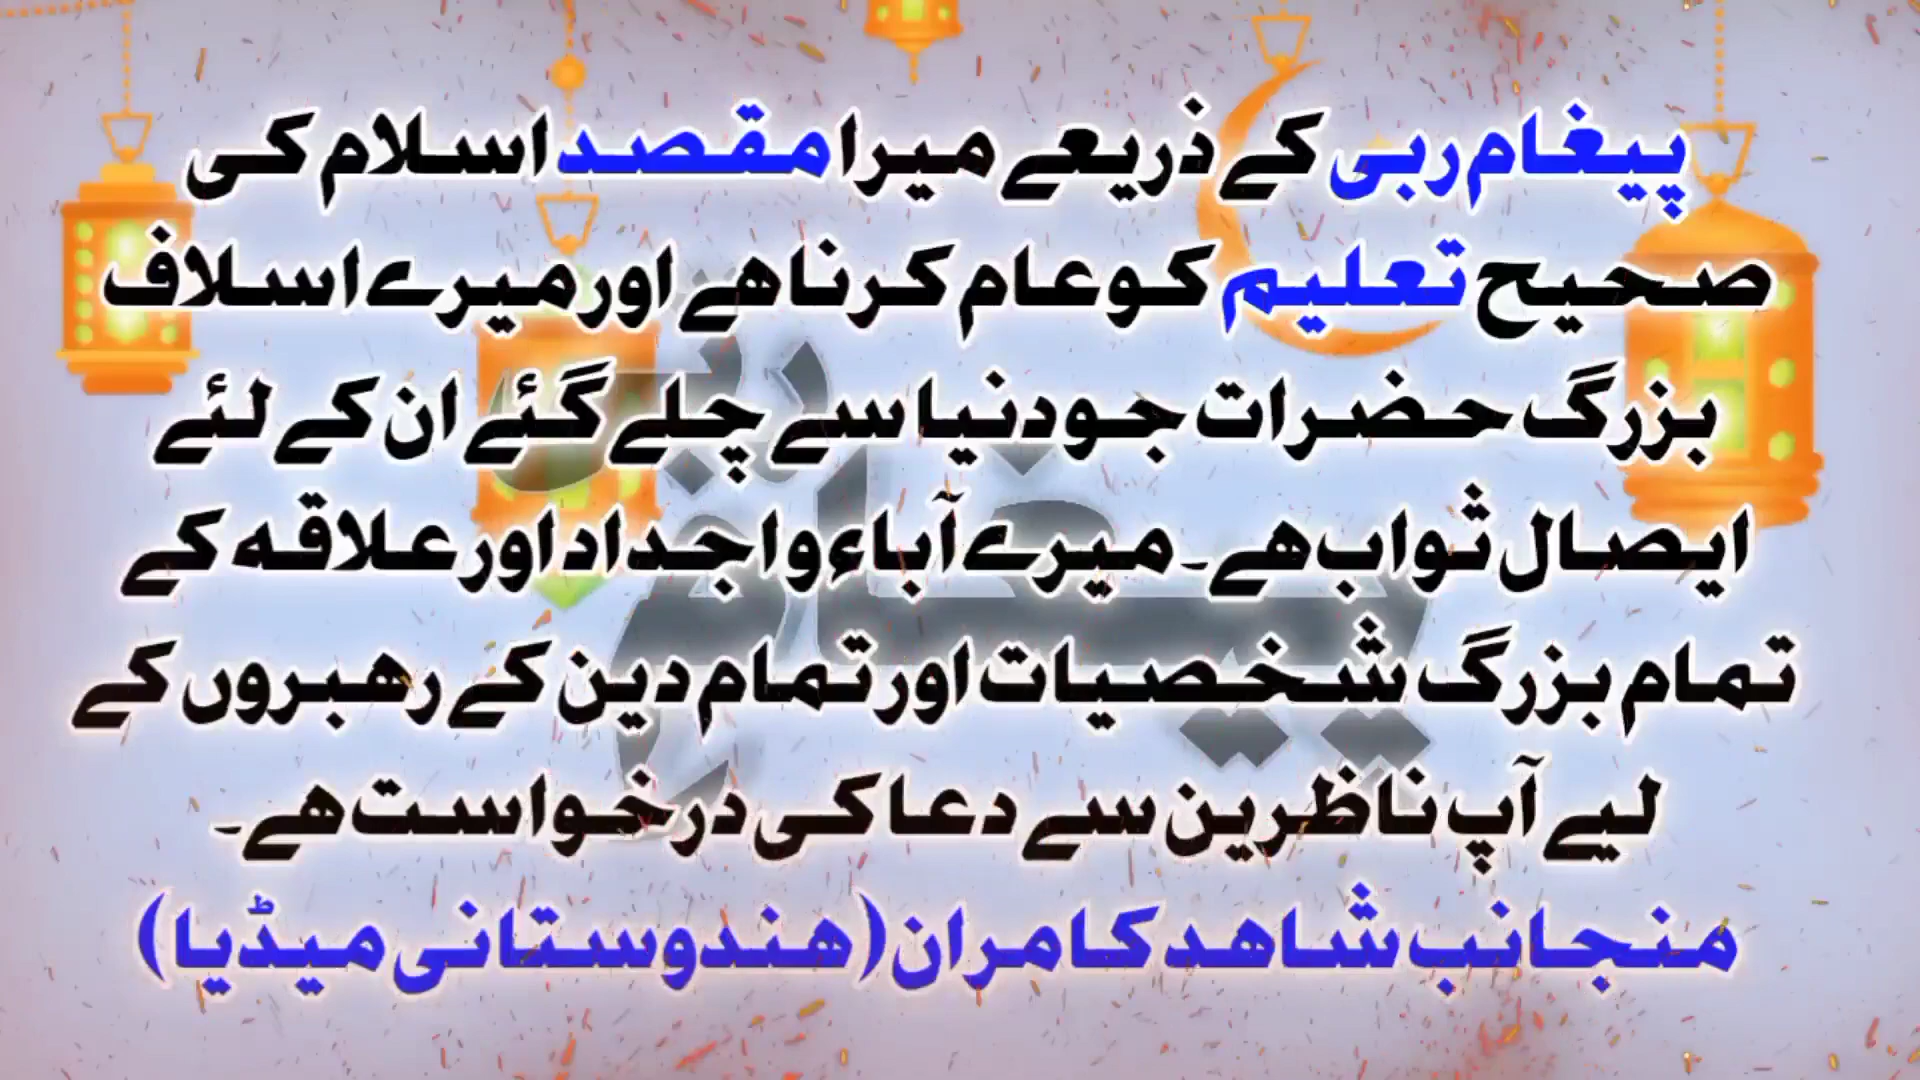 پیغام ربی کے ذریعے میرا مقصد اسلام کی
صحیح تعلیم کو عام کرنا ھے اور میرے اسلاف
بزرگ حضرات جو دنیا سے چلے گئے ان کے لئے
ایصال ثواب ھے۔ میرے آباء و اجداد اور علاقہ کے
تمام بزرگ شخصیات اور تمام دین کے رھبروں کے
لیے آپ ناظرین سے دعا کی درخواست ھے۔
منجانب شاھد کامران (ھندوستانی میڈیا)